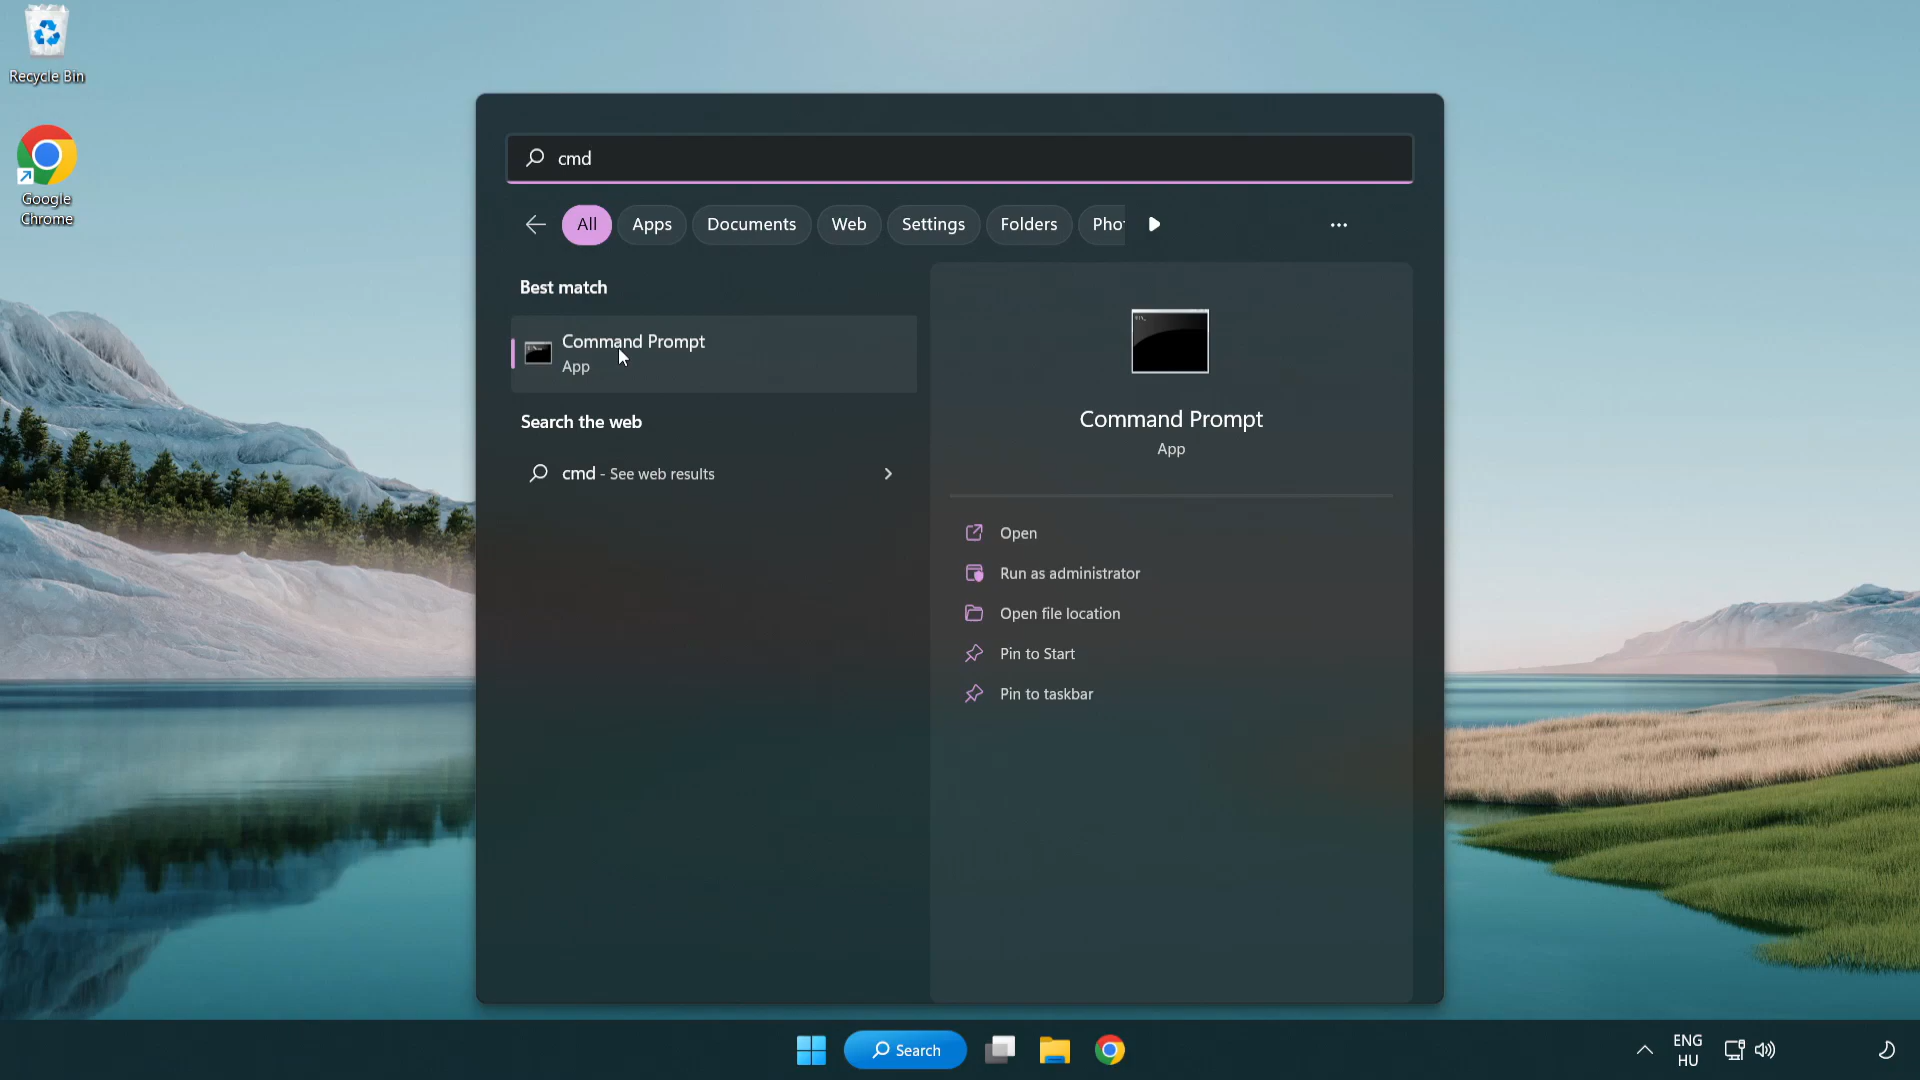 Recycle Bin
Google
Chrome
cmd
All Apps Documents Web Settings Folders Pho
Best match
Command Prompt
App
Search the web
cmd - See web results
Command Prompt
App
Open
Run as administrator
Open file location
Pin to Start
Pin to taskbar
Search
ENG
HU